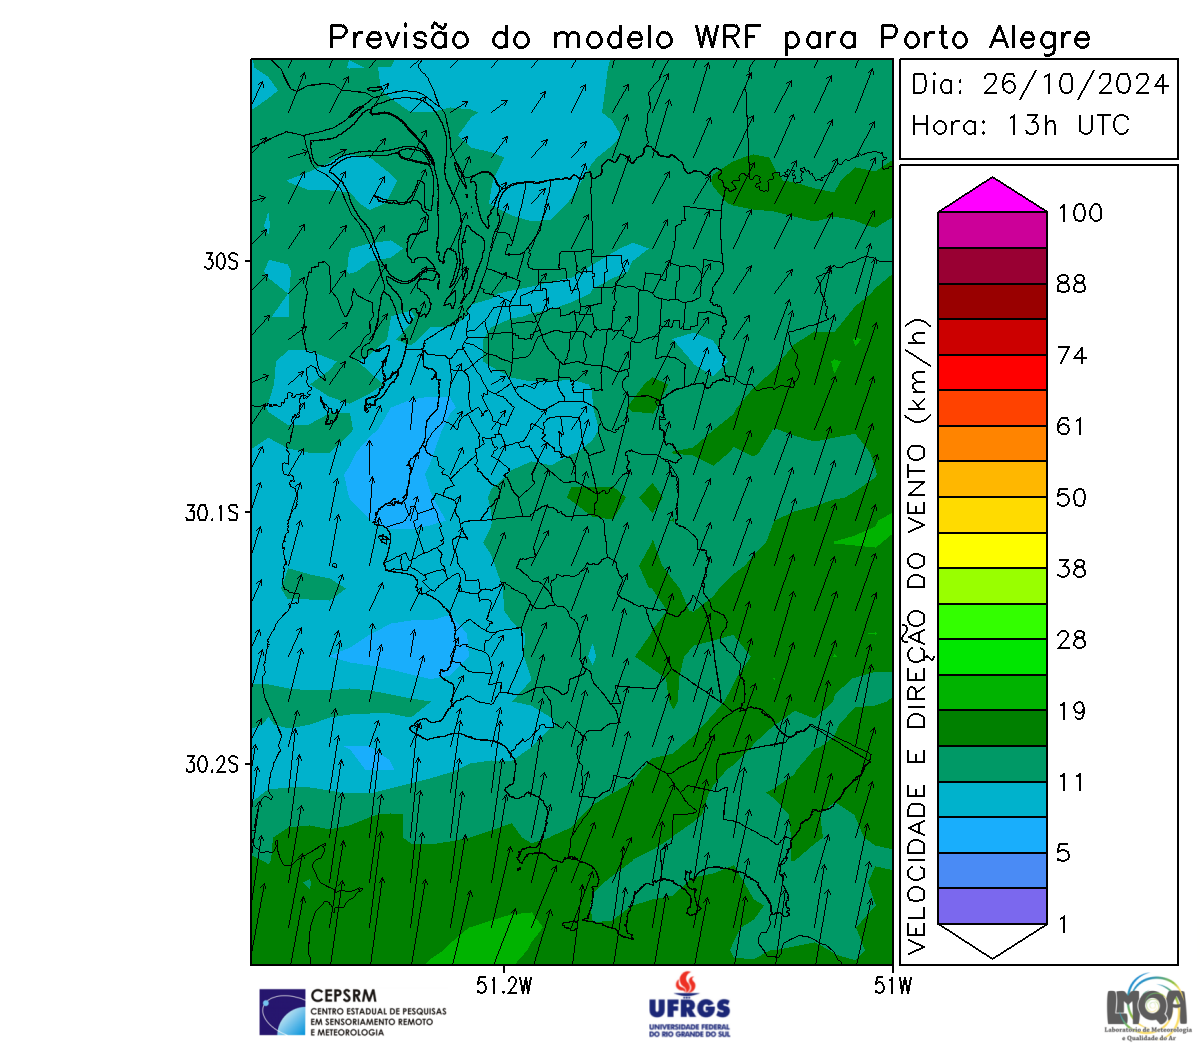 Previsão do modelo WRF para Porto Alegre
Dia: 26/10/2024
Hora: 13h UTC
30S
30.1S
30.2S
51.2W
51W
VELOCIDADE E DIREÇÃO DO VENTO (km/h)
100
88
74
61
50
38
28
19
11
5
1
CEPSRM
CENTRO ESTADUAL DE PESQUISAS
EM SENSORIAMENTO REMOTO
E METEOROLOGIA
UFRGS
UNIVERSIDADE FEDERAL
DO RIO GRANDE DO SUL
LMQA
Laboratório de Meteorologia
e Qualidade do Ar